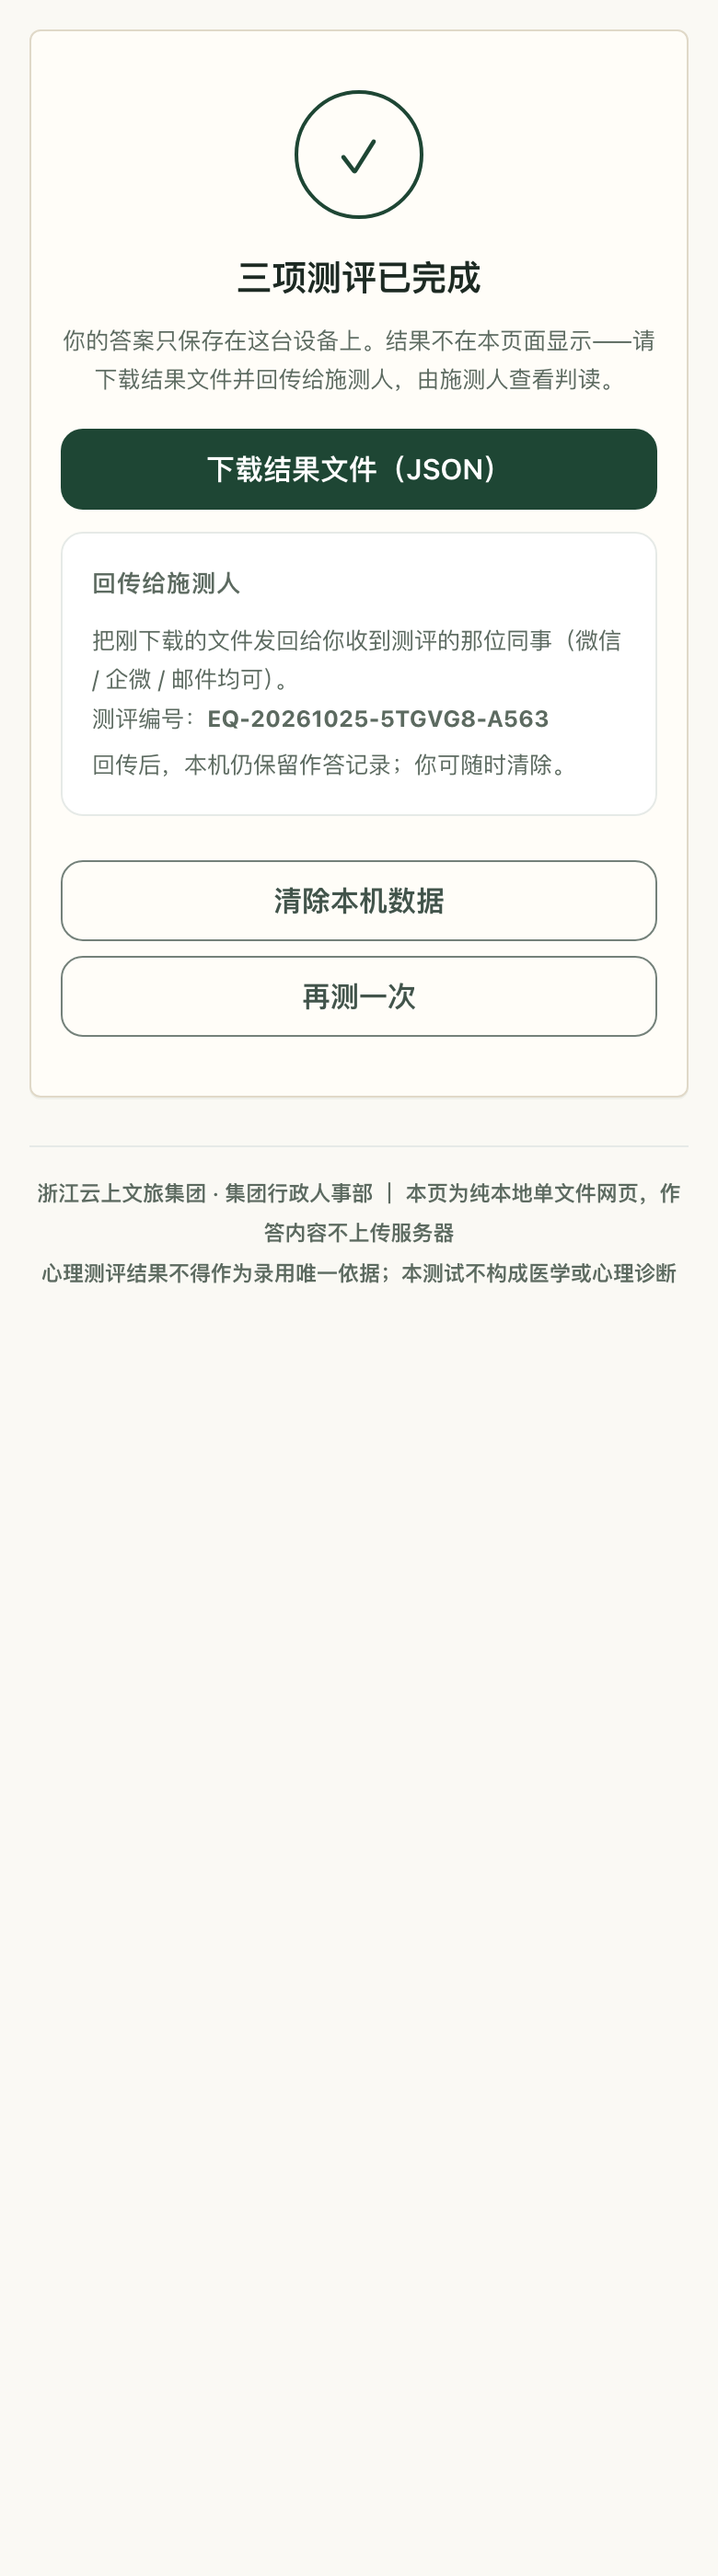 三项测评已完成
你的答案只保存在这台设备上。结果不在本页面显示——请
下载结果文件并回传给施测人，由施测人查看判读。
下载结果文件（JSON）
回传给施测人
把刚下载的文件发回给你收到测评的那位同事（微信
/ 企微 / 邮件均可）。
测评编号：EQ-20261025-5TGVG8-A563
回传后，本机仍保留作答记录；你可随时清除。
清除本机数据
再测一次
浙江云上文旅集团 · 集团行政人事部 ｜ 本页为纯本地单文件网页，作
答内容不上传服务器
心理测评结果不得作为录用唯一依据；本测试不构成医学或心理诊断